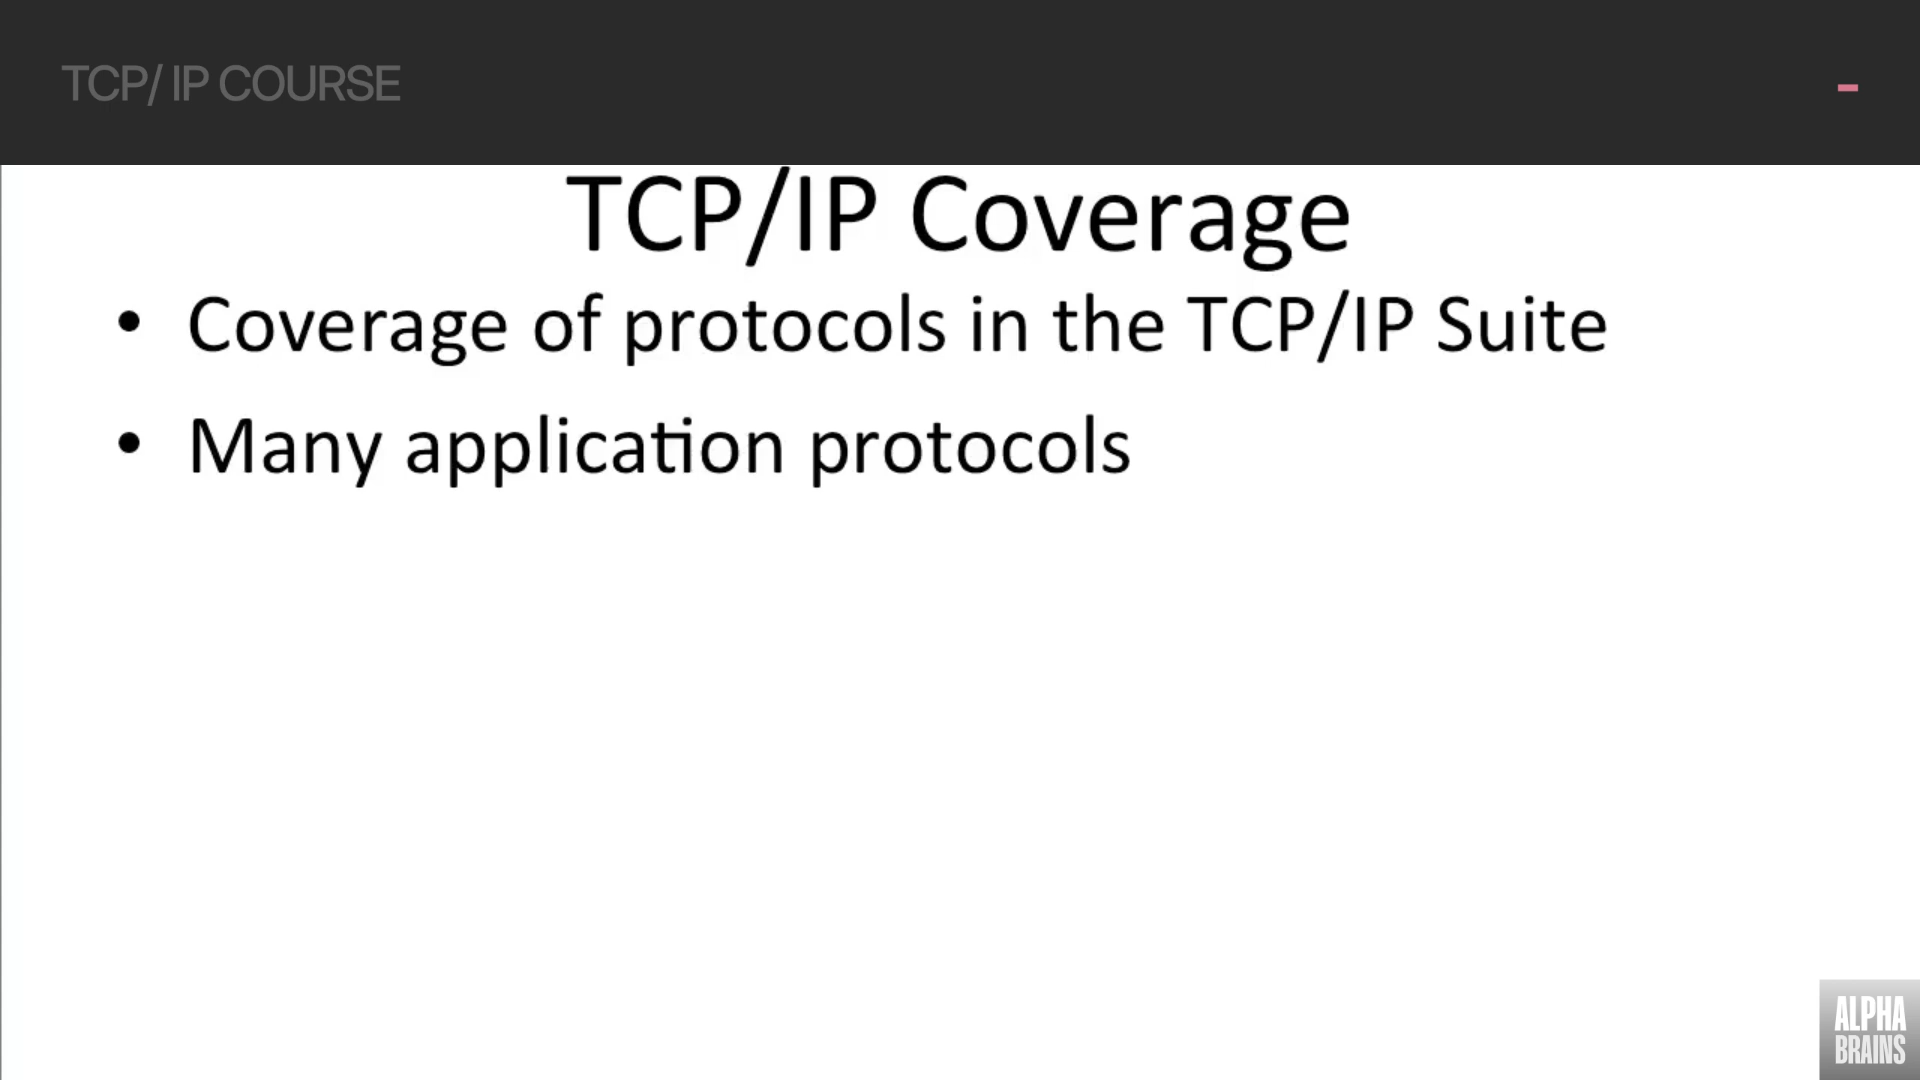 TCP/ IP COURSE
TCP/IP Coverage
• Coverage of protocols in the TCP/IP Suite
• Many application protocols
ALPHA
BRAINS